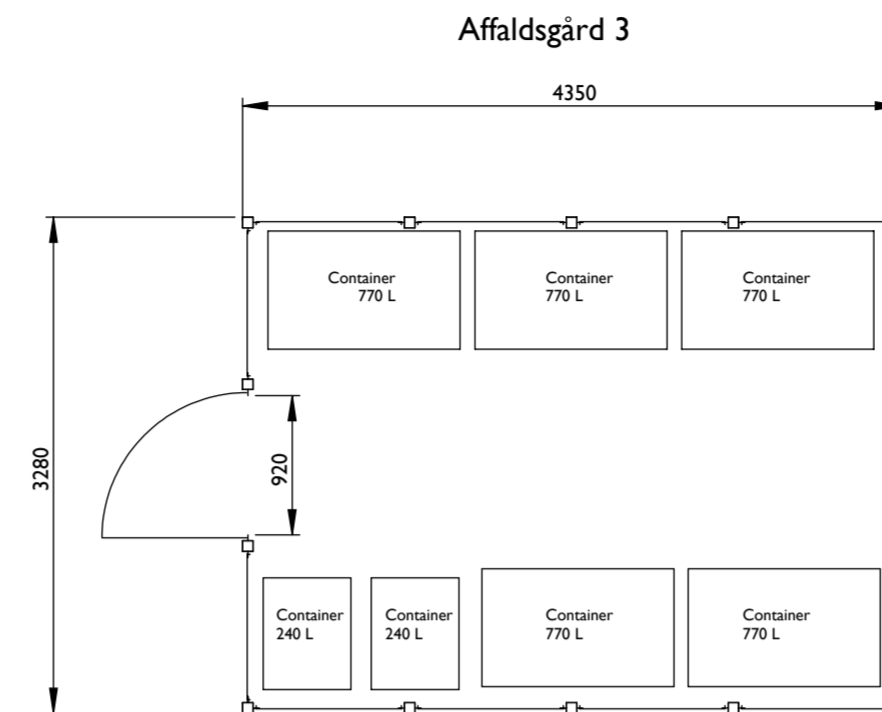 Affaldsgård 3
4350
Container
770 L
Container
770 L
Container
770 L
3280
920
Container
240 L
Container
240 L
Container
770 L
Container
770 L